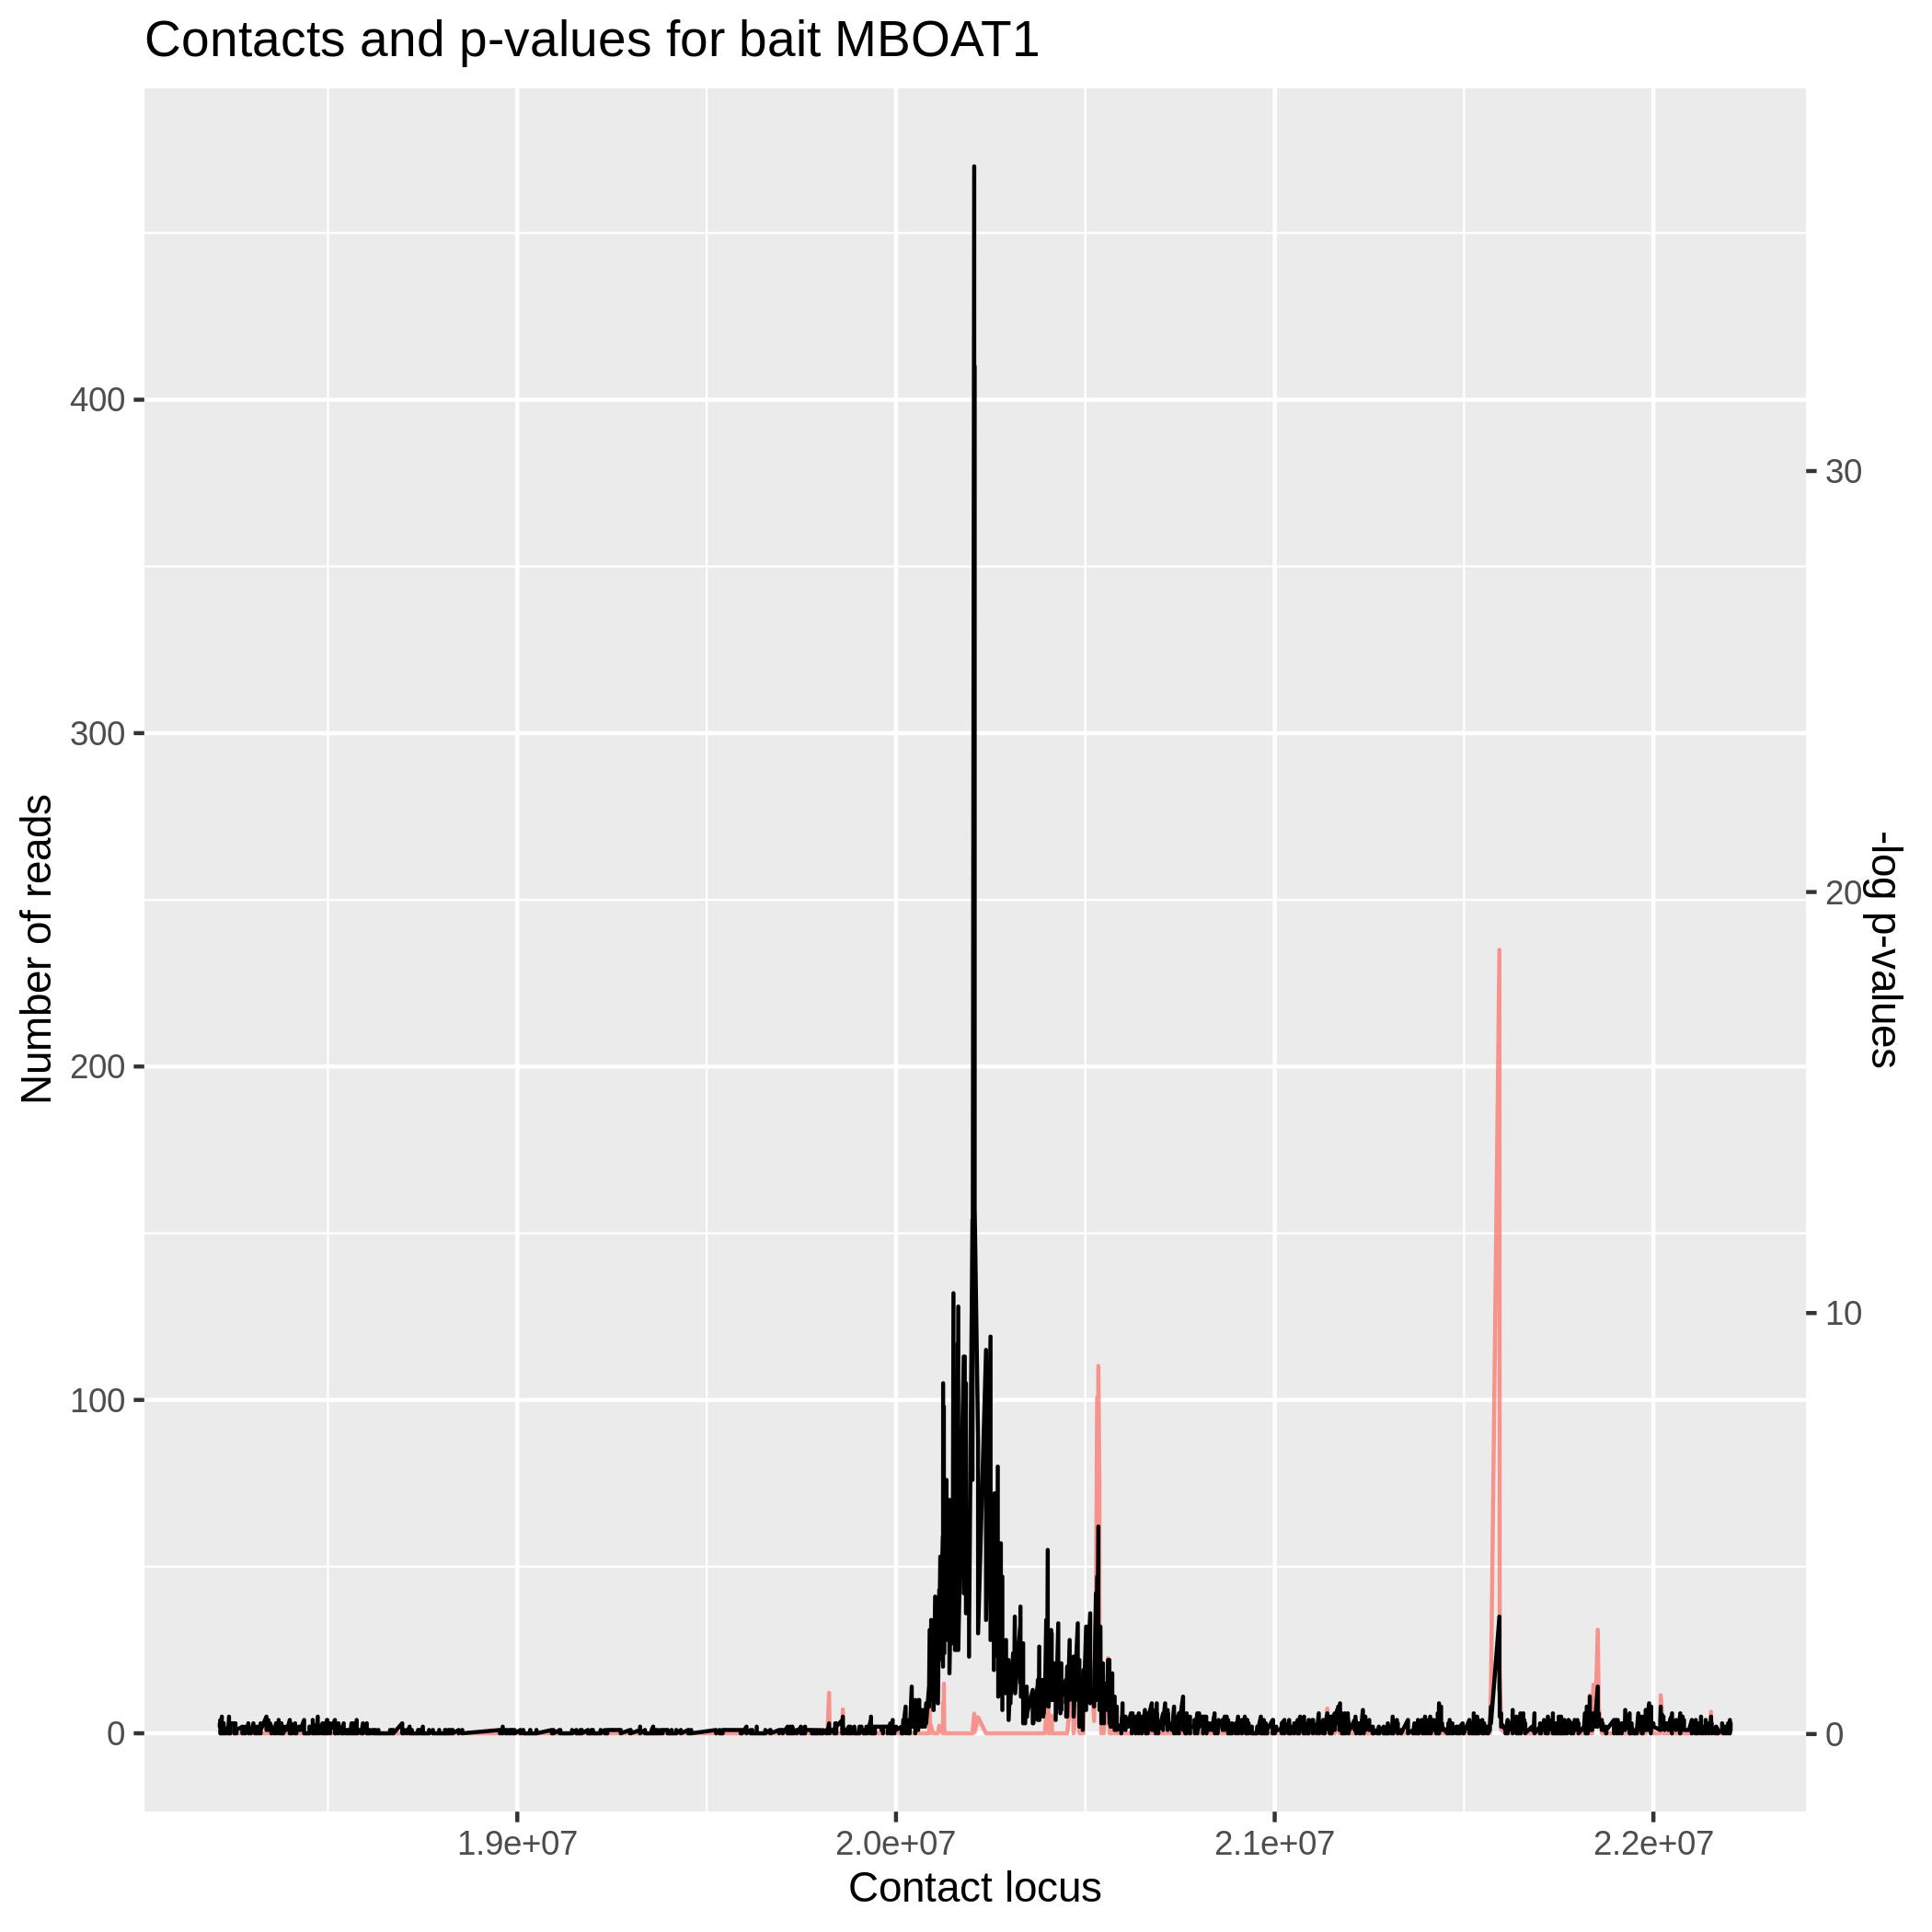 Contacts and p-values for bait MBOAT1
Number of reads
400
300
200
100
0
30
20
10
0
-log p-values
1.9e+07
2.0e+07
2.1e+07
2.2e+07
Contact locus